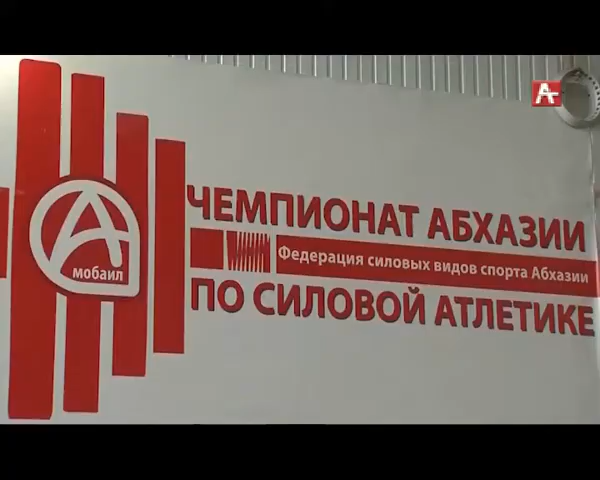 ЧЕМПИОНАТ АБХАЗИИ
Федерация силовых видов спорта Абхазии
ПО СИЛОВОЙ АТЛЕТИКЕ
А
мобаил
А